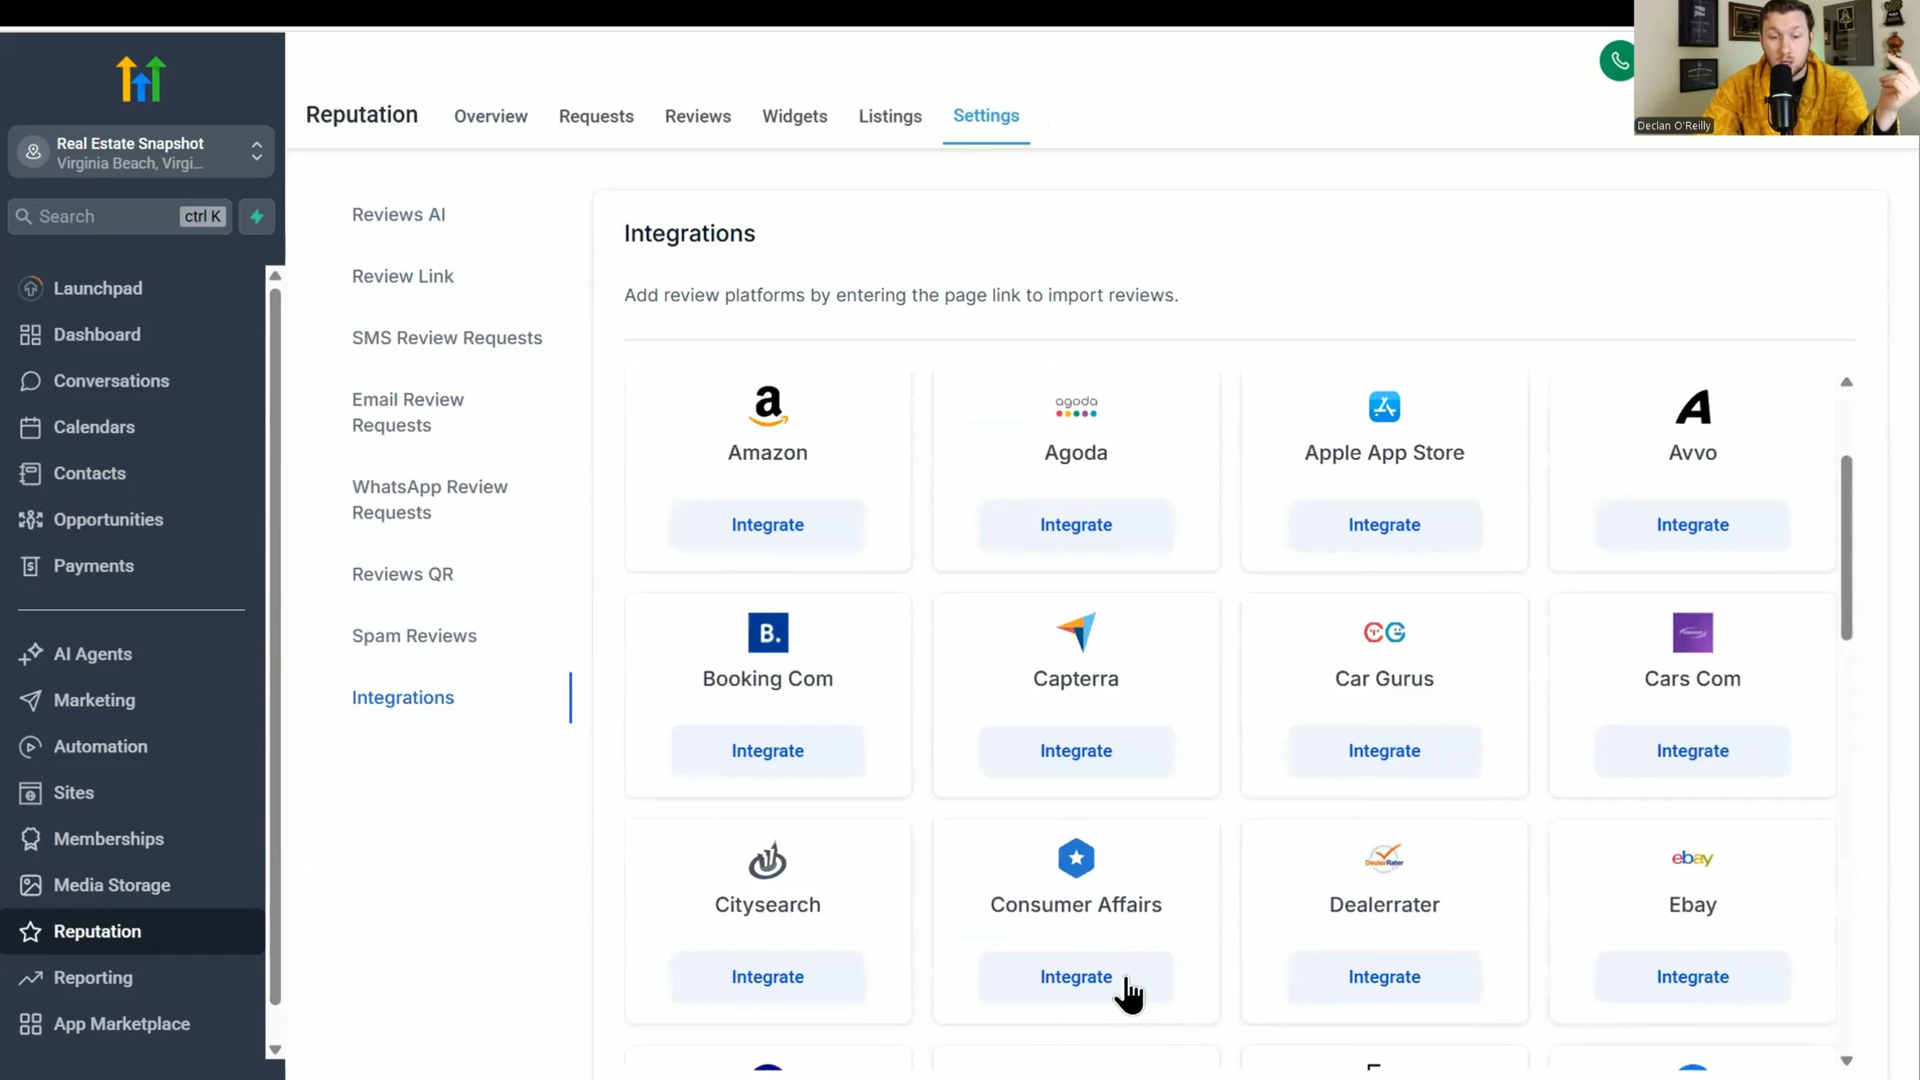 Real Estate Snapshot
Virginia Beach, Virgi...
Search
ctrl K
Launchpad
Dashboard
Conversations
Calendars
Contacts
Opportunities
Payments
AI Agents
Marketing
Automation
Sites
Memberships
Media Storage
Reputation
Reporting
App Marketplace
Reputation
Overview
Requests
Reviews
Widgets
Listings
Settings
Declan O'Reilly
Reviews AI
Review Link
SMS Review Requests
Email Review
Requests
WhatsApp Review
Requests
Reviews QR
Spam Reviews
Integrations
Integrations
Add review platforms by entering the page link to import reviews.
a
Amazon
Integrate
agoda
Agoda
Integrate
Apple App Store
Integrate
Avvo
Integrate
B.
Booking Com
Integrate
Capterra
Integrate
CG
Car Gurus
Integrate
Cars Com
Integrate
Citysearch
Integrate
Consumer Affairs
Integrate
DealerRater
Dealerrater
Integrate
ebay
Ebay
Integrate